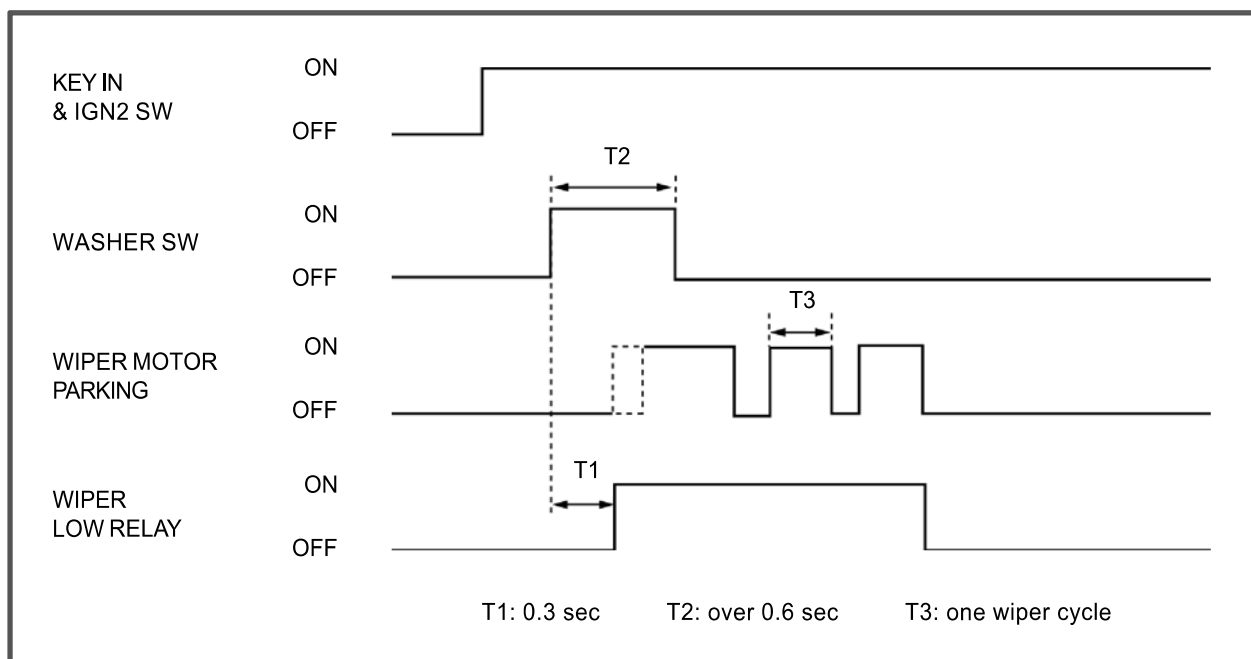 KEY IN
& IGN2 SW
ON
OFF
T2
WASHER SW
ON
OFF
T3
WIPER MOTOR
PARKING
ON
OFF
T1
WIPER
LOW RELAY
ON
OFF
T1: 0.3 sec T2: over 0.6 sec T3: one wiper cycle